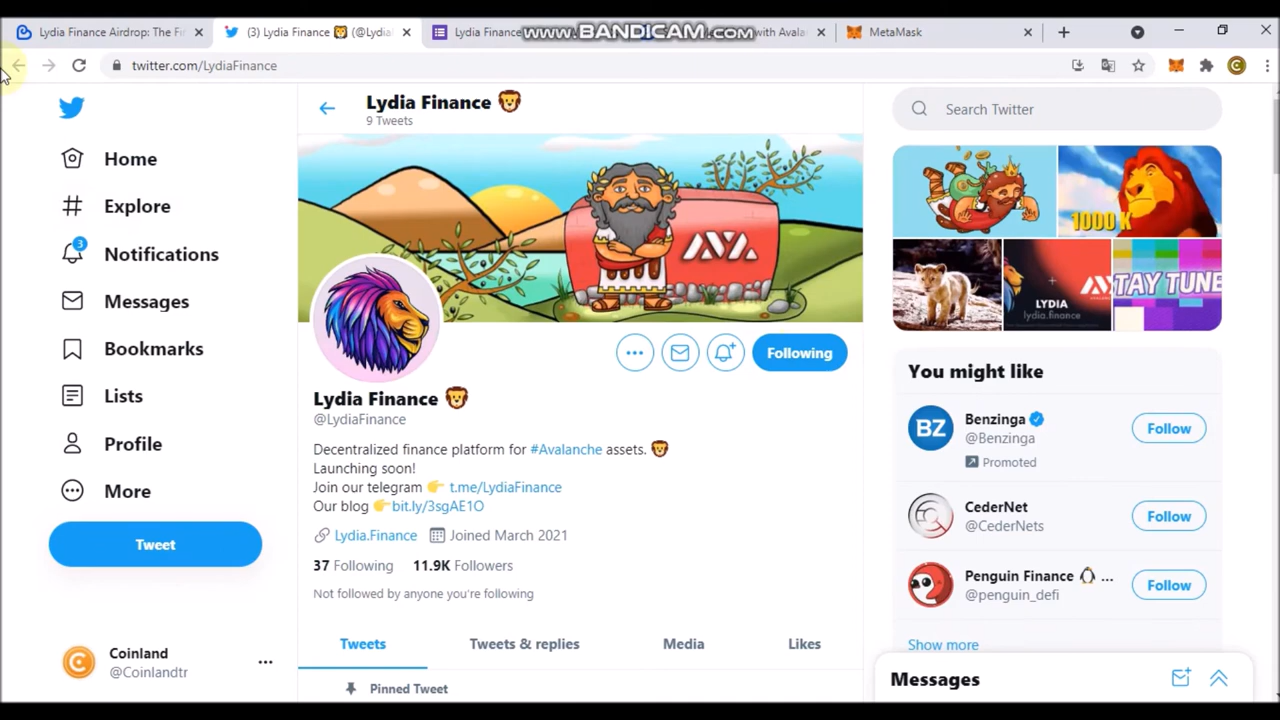 Lydia Finance Airdrop: The Fi
(3) Lydia Finance 🦁 (@Lydia
Lydia Finance
www.BANDICAM.com
with Avala
MetaMask
twitter.com/LydiaFinance
Home
Explore
3
Notifications
Messages
Bookmarks
Lists
Profile
More
Tweet
Coinland
@Coinlandtr
Lydia Finance 🦁
9 Tweets
Following
Lydia Finance 🦁
@LydiaFinance
Decentralized finance platform for #Avalanche assets. 🦁
Launching soon!
Join our telegram 👉 t.me/LydiaFinance
Our blog 👉 bit.ly/3sgAE1O
Lydia.Finance Joined March 2021
37 Following 11.9K Followers
Not followed by anyone you're following
Tweets
Tweets & replies
Media
Likes
Pinned Tweet
Search Twitter
1000 K
LYDIA
lydia.finance
STAY TUNE
You might like
Benzinga
@Benzinga
Promoted
Follow
CederNet
@CederNets
Follow
Penguin Finance 🐧 ...
@penguin_defi
Follow
Show more
Messages